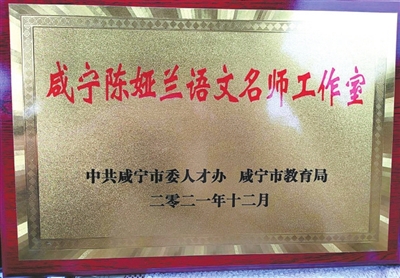 咸宁陈娅兰语文名师工作室
中共咸宁市委人才办 咸宁市教育局
二零二一年十二月